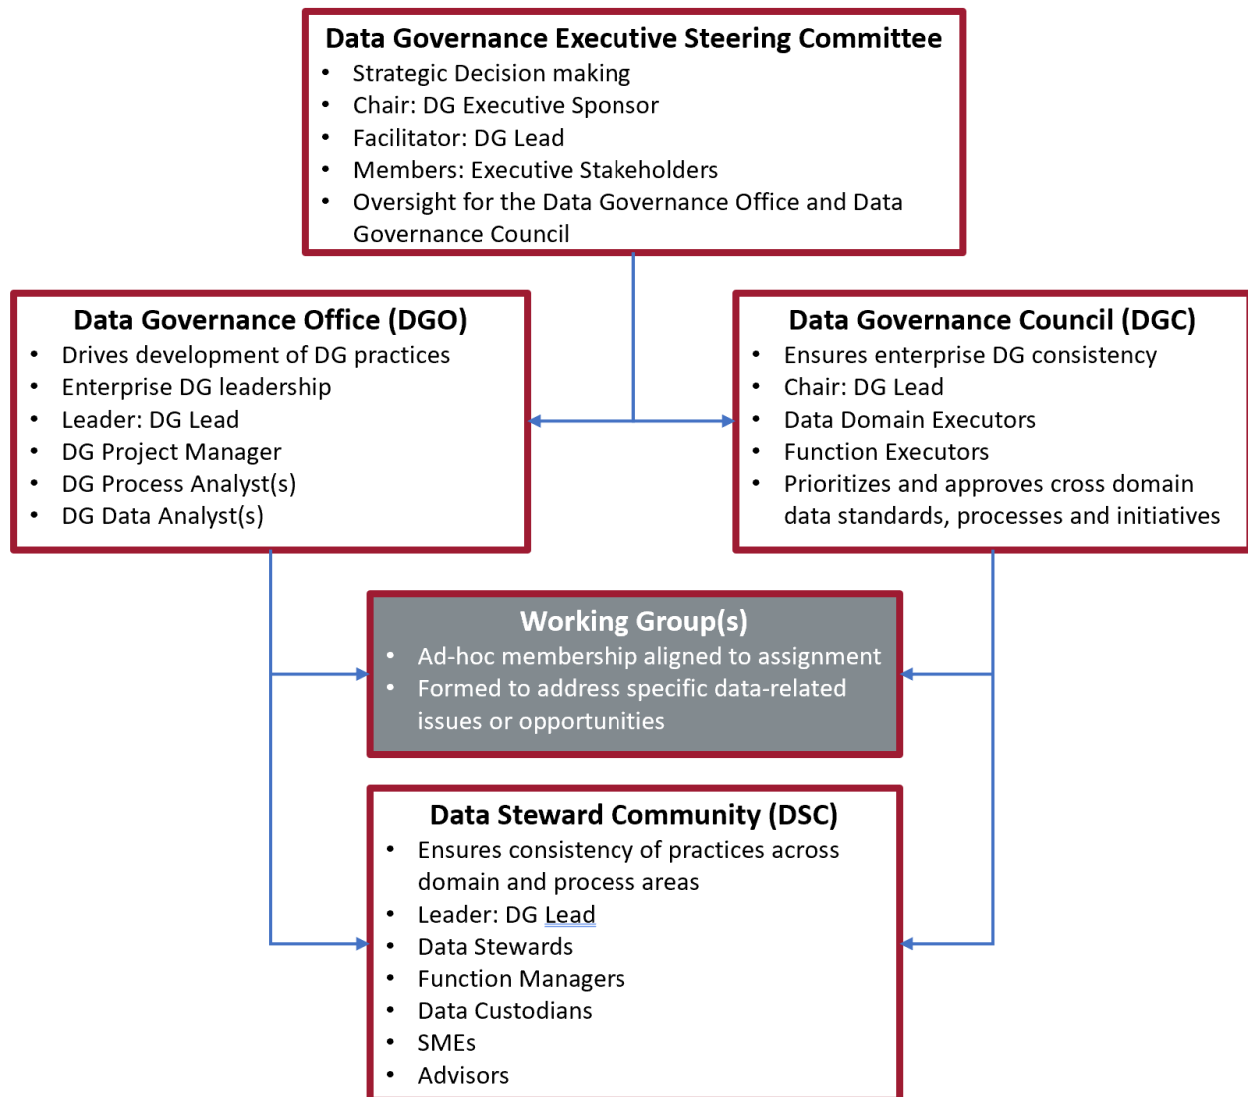 Data Governance Executive Steering Committee
• Strategic Decision making
• Chair: DG Executive Sponsor
• Facilitator: DG Lead
• Members: Executive Stakeholders
• Oversight for the Data Governance Office and Data
Governance Council
Data Governance Office (DGO)
• Drives development of DG practices
• Enterprise DG leadership
• Leader: DG Lead
• DG Project Manager
• DG Process Analyst(s)
• DG Data Analyst(s)
Data Governance Council (DGC)
• Ensures enterprise DG consistency
• Chair: DG Lead
• Data Domain Executors
• Function Executors
• Prioritizes and approves cross domain
data standards, processes and initiatives
Working Group(s)
• Ad-hoc membership aligned to assignment
• Formed to address specific data-related
issues or opportunities
Data Steward Community (DSC)
• Ensures consistency of practices across
domain and process areas
• Leader: DG Lead
• Data Stewards
• Function Managers
• Data Custodians
• SMEs
• Advisors